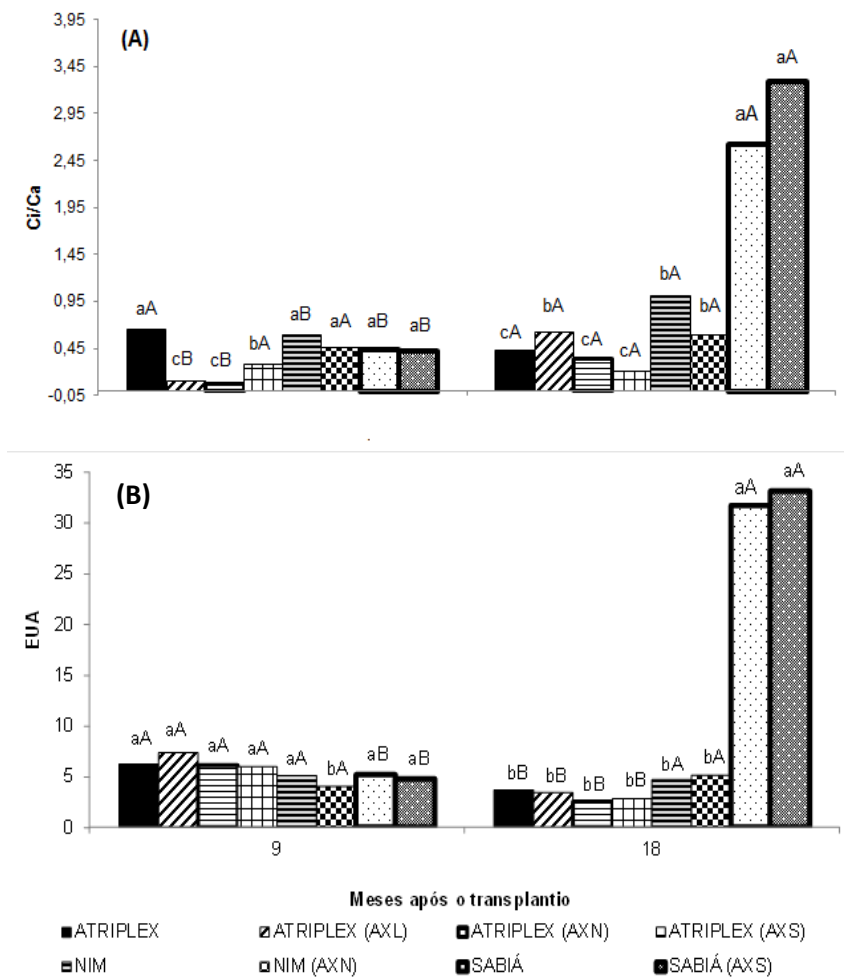 (A)
3,95
3,45
2,95
2,45
1,95
1,45
0,95
0,45
-0,05
Ci/Ca
aA cB cB bA aB aA aB aB cA bA cA cA bA bA aA aA
(B)
35
30
25
20
15
10
5
0
EUA
aA aA aA aA aA bA aB aB bB bB bB bB bA bA aA aA
9 18
Meses após o transplantio
ATRIPLEX ATRIPLEX (AXL) ATRIPLEX (AXN) ATRIPLEX (AXS)
NIM NIM (AXN) SABIÁ SABIÁ (AXS)